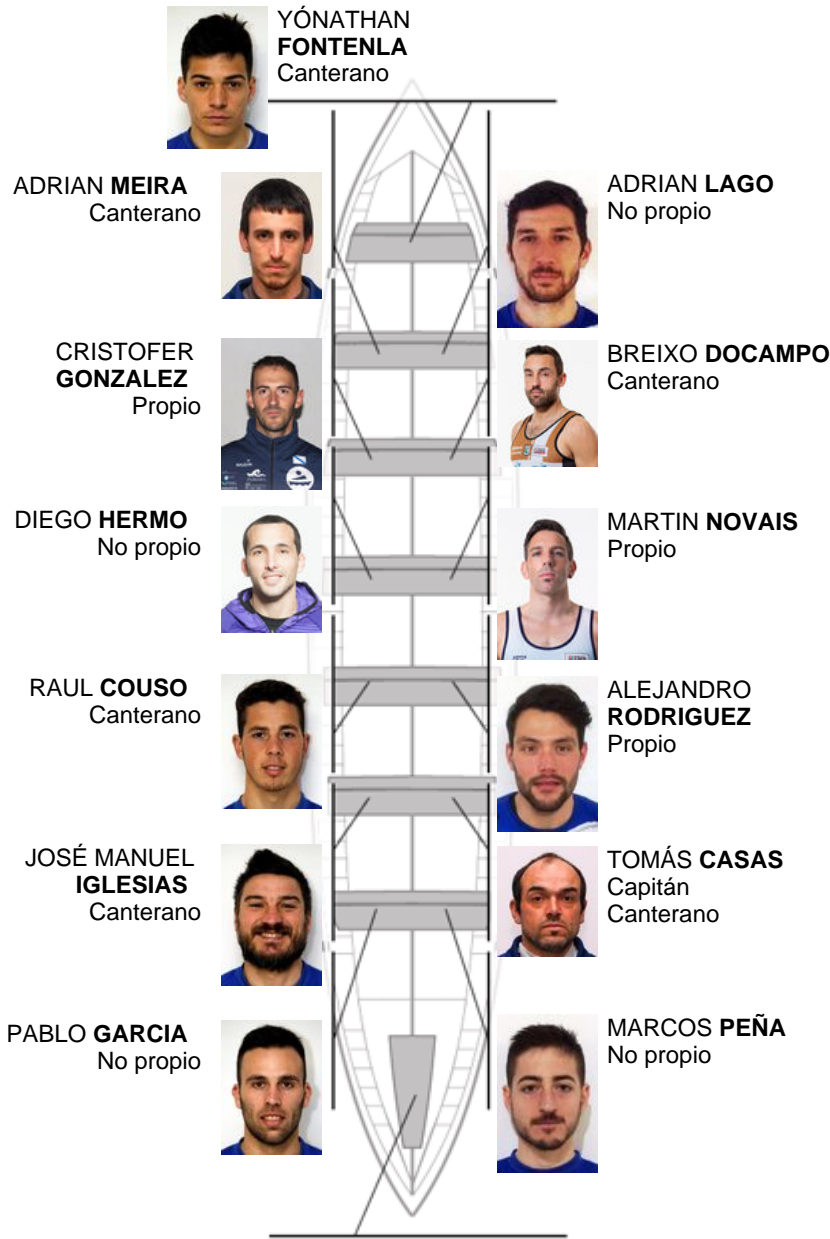 YÓNATHAN
FONTENLA
Canterano
ADRIAN MEIRA
Canterano
ADRIAN LAGO
No propio
CRISTOFER
GONZALEZ
Propio
BREIXO DOCAMPO
Canterano
DIEGO HERMO
No propio
MARTIN NOVAIS
Propio
RAUL COUSO
Canterano
ALEJANDRO
RODRIGUEZ
Propio
JOSÉ MANUEL
IGLESIAS
Canterano
TOMÁS CASAS
Capitán
Canterano
PABLO GARCIA
No propio
MARCOS PEÑA
No propio